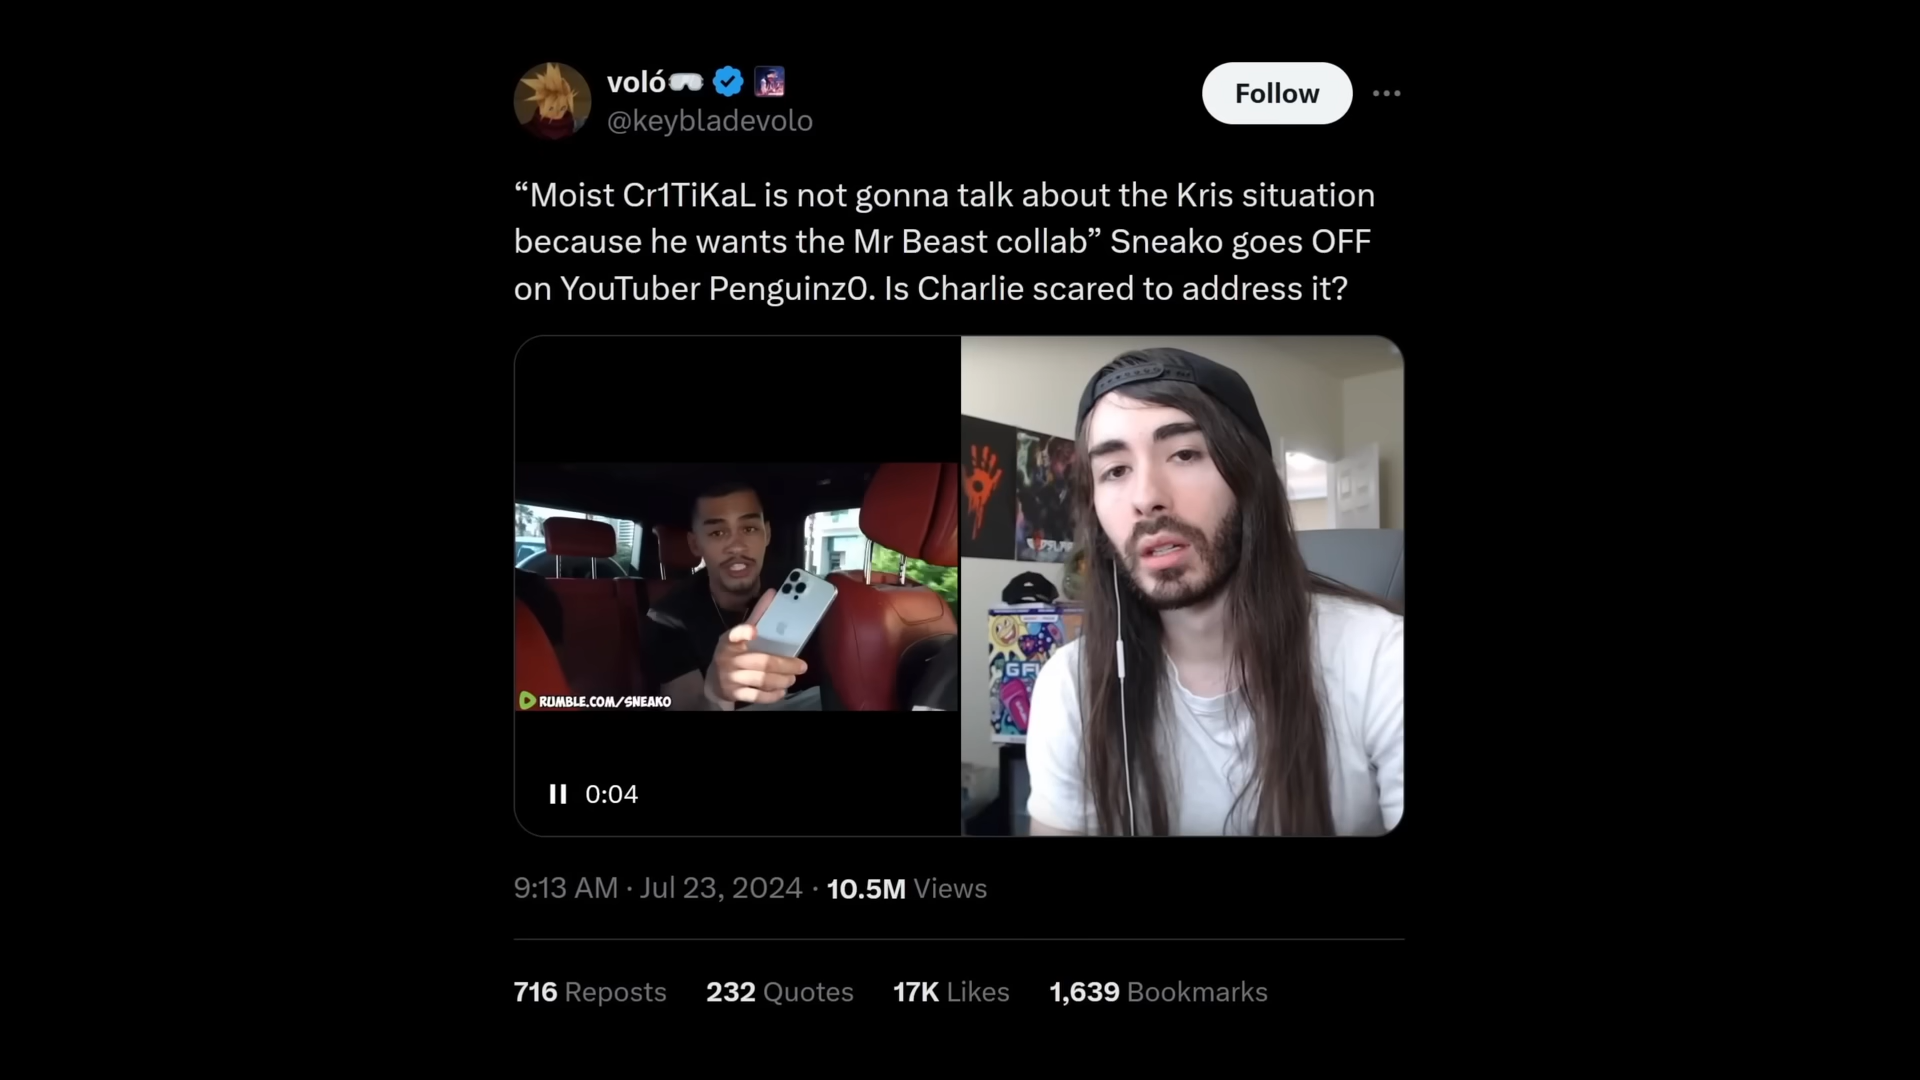 voló
@keybladevolo
Follow
“Moist Cr1TiKaL is not gonna talk about the Kris situation
because he wants the Mr Beast collab” Sneako goes OFF
on YouTuber Penguinz0. Is Charlie scared to address it?
RUMBLE.COM/SNEAKO
GFU
0:04
9:13 AM · Jul 23, 2024 · 10.5M Views
716 Reposts 232 Quotes 17K Likes 1,639 Bookmarks